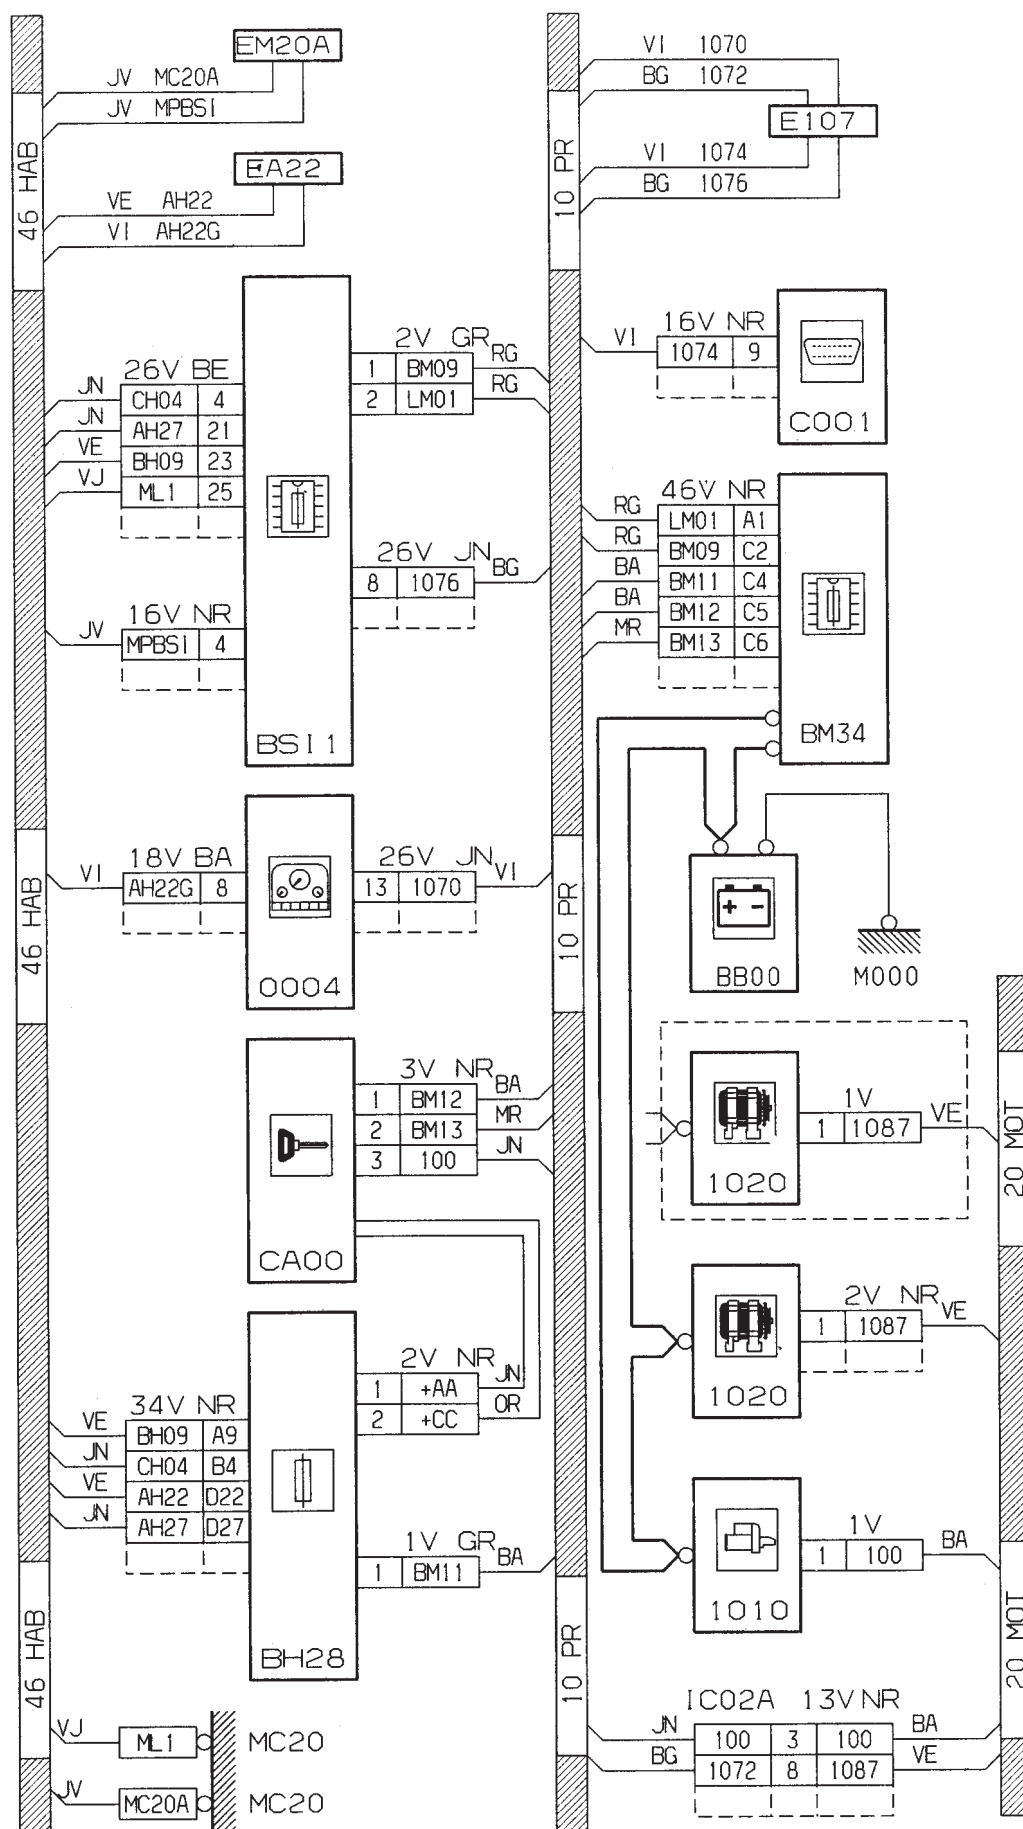 EM20A
JV MC20A
JV MPBSI
EA22
VE AH22
VI AH22G
46 HAB
26V BE
JN CH04 4
JN AH27 21
VE BH09 23
VJ ML1 25
2V GR
1 BM09 RG
2 LM01 RG
26V JN
8 1076 BG
16V NR
JV MPBSI 4
BSI1
46 HAB
18V BA
VI AH22G 8
26V JN
13 1070 VI
0004
3V NR
1 BM12 BA
2 BM13 MR
3 100 JN
CA00
2V NR
1 +AA JN
2 +CC OR
34V NR
VE BH09 A9
JN CH04 B4
VE AH22 D22
JN AH27 D27
1V GR
1 BM11 BA
BH28
46 HAB
VJ ML1 MC20
JV MC20A MC20
10 PR
VI 1070
BG 1072
E107
VI 1074
BG 1076
16V NR
VI 1074 9
C001
46V NR
RG LM01 A1
RG BM09 C2
BA BM11 C4
BA BM12 C5
MR BM13 C6
BM34
10 PR
+ -
BB00
M000
1V
1 1087 VE
1020
20 MOT
2V NR
1 1087 VE
1020
1V
1 100 BA
1010
10 PR
20 MOT
IC02A 13V NR
JN 100 3 100 BA
BG 1072 8 1087 VE